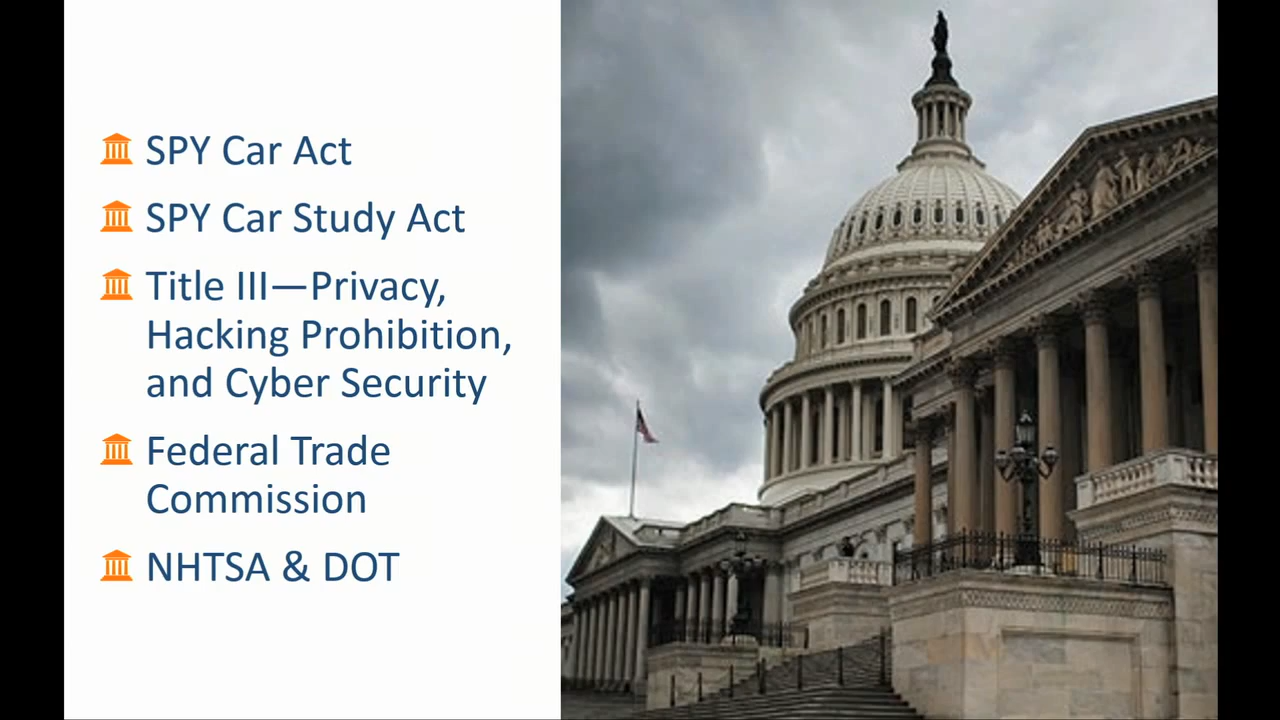 SPY Car Act
SPY Car Study Act
Title III—Privacy,
Hacking Prohibition,
and Cyber Security
Federal Trade
Commission
NHTSA & DOT